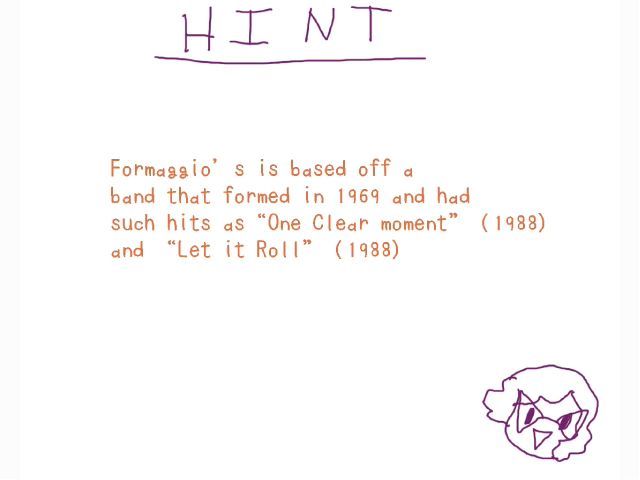 HINT
Formaggio's is based off a
band that formed in 1969 and had
such hits as “One Clear moment” (1988)
and “Let it Roll” (1988)